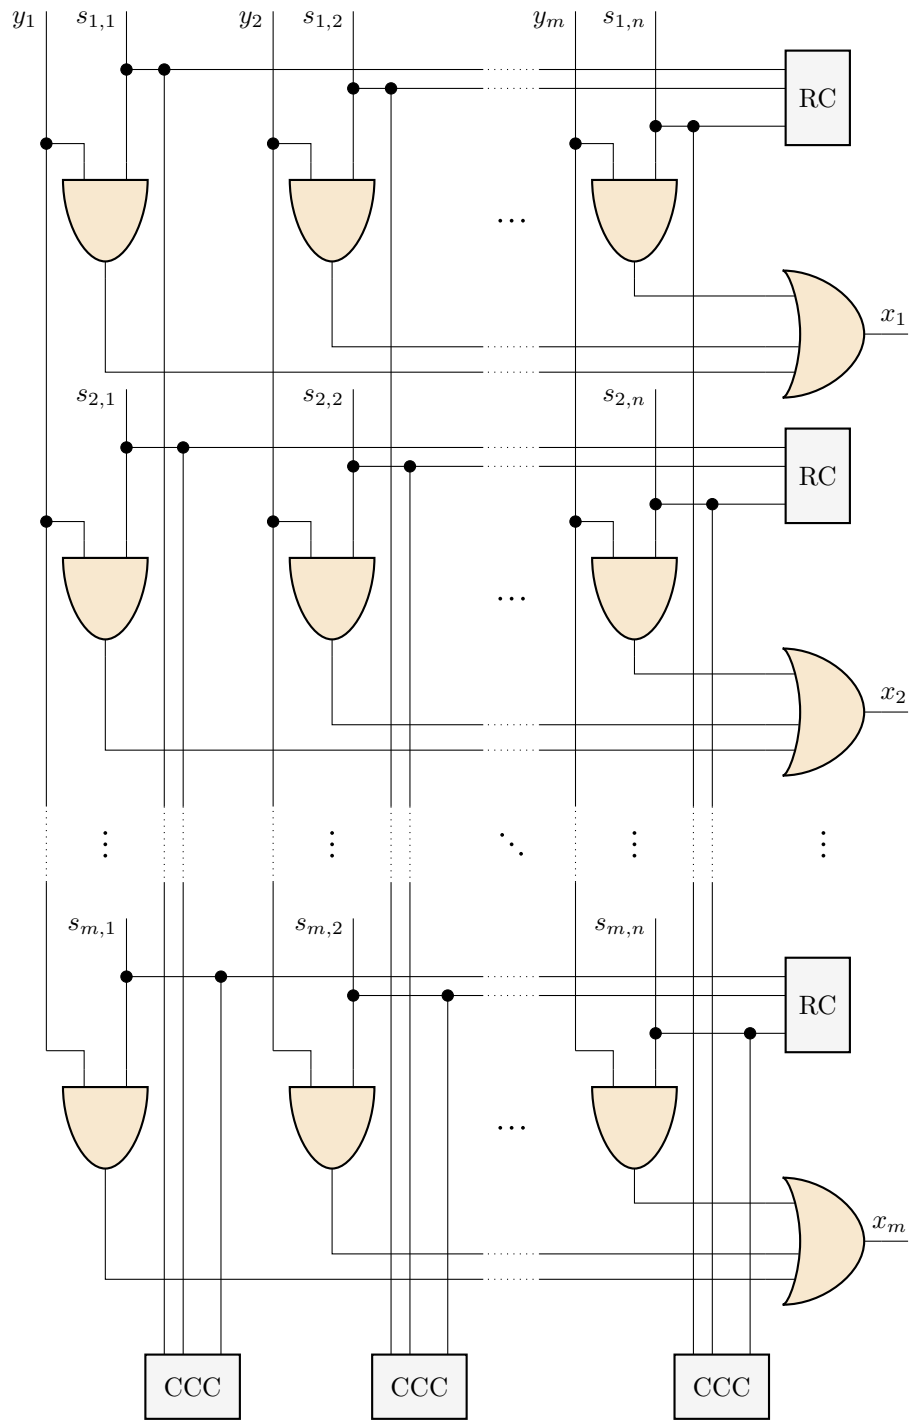 y₁ s₁,₁ y₂ s₁,₂ yₘ s₁,ₙ
RC
...
x₁
s₂,₁ s₂,₂ s₂,ₙ
RC
...
x₂
sₘ,₁ sₘ,₂ sₘ,ₙ
RC
...
xₘ
CCC CCC CCC